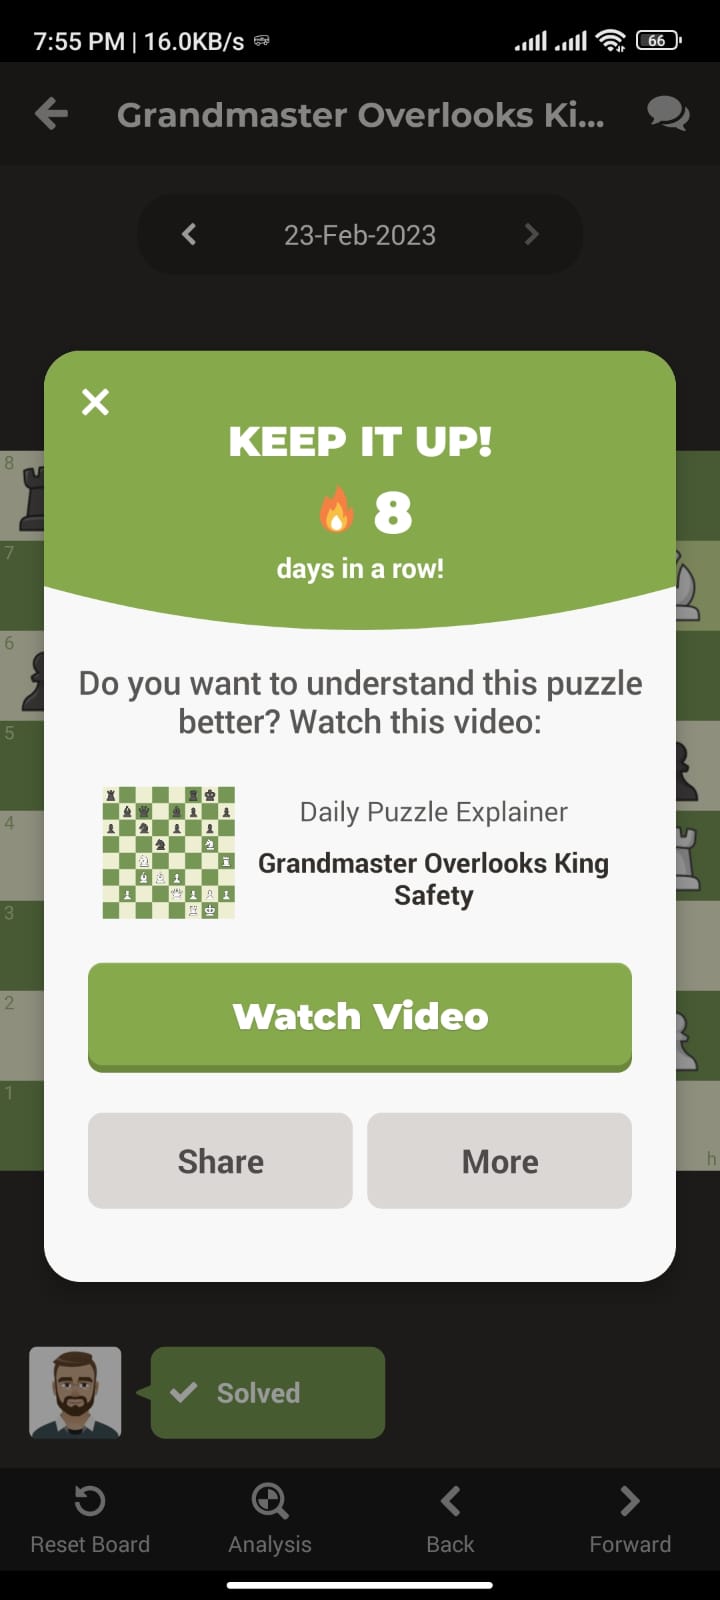 7:55 PM | 16.0KB/s
66
Grandmaster Overlooks Ki...
23-Feb-2023
KEEP IT UP!
8
days in a row!
8
7
6
5
4
3
2
1
h
Do you want to understand this puzzle
better? Watch this video:
Daily Puzzle Explainer
Grandmaster Overlooks King
Safety
Watch Video
Share
More
Solved
Reset Board
Analysis
Back
Forward